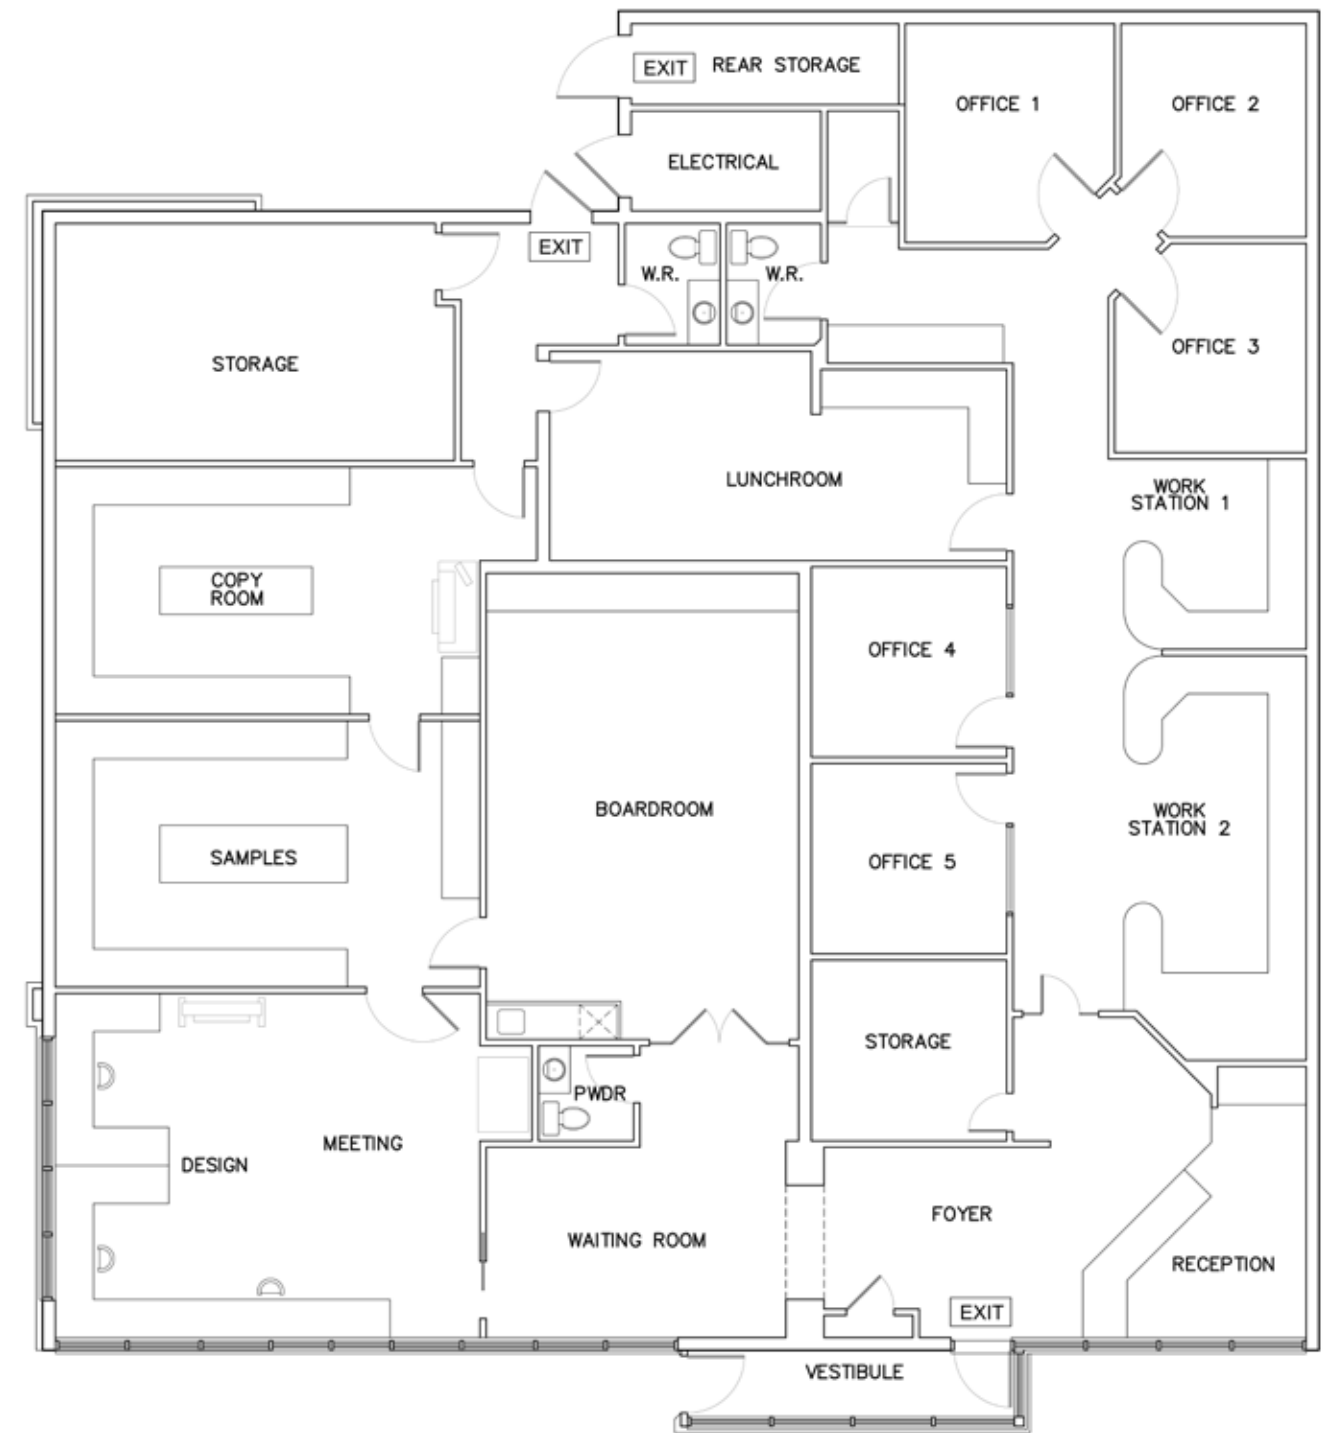 EXIT
REAR STORAGE
OFFICE 1
OFFICE 2
ELECTRICAL
EXIT
W.R.
W.R.
OFFICE 3
STORAGE
LUNCHROOM
WORK
STATION 1
COPY
ROOM
OFFICE 4
BOARDROOM
WORK
STATION 2
SAMPLES
OFFICE 5
STORAGE
PWDR
MEETING
DESIGN
FOYER
WAITING ROOM
RECEPTION
EXIT
VESTIBULE